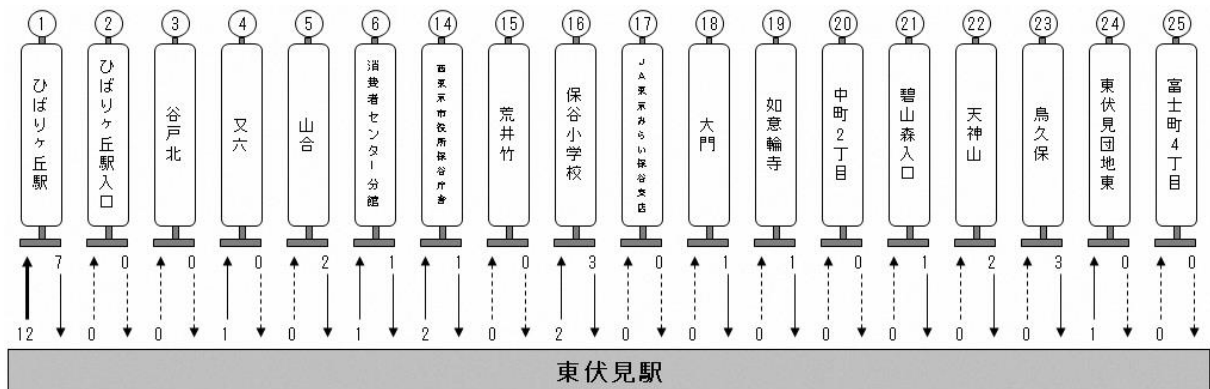 1 2 3 4 5 6 14 15 16 17 18 19 20 21 22 23 24 25
ひばりヶ丘駅
ひばりヶ丘駅入口
谷戸北
又六
山合
消費者センター分館
西東京市役所保谷庁舎
荒井竹
保谷小学校
JA東京みらい保谷支店
大門
如意輪寺
中町2丁目
碧山森入口
天神山
鳥久保
東伏見団地東
富士町4丁目
7 0 0 0 2 1 1 0 3 0 1 1 0 1 2 3 0 0
12 0 0 1 0 1 2 0 2 0 0 0 0 0 0 0 1 0
東伏見駅